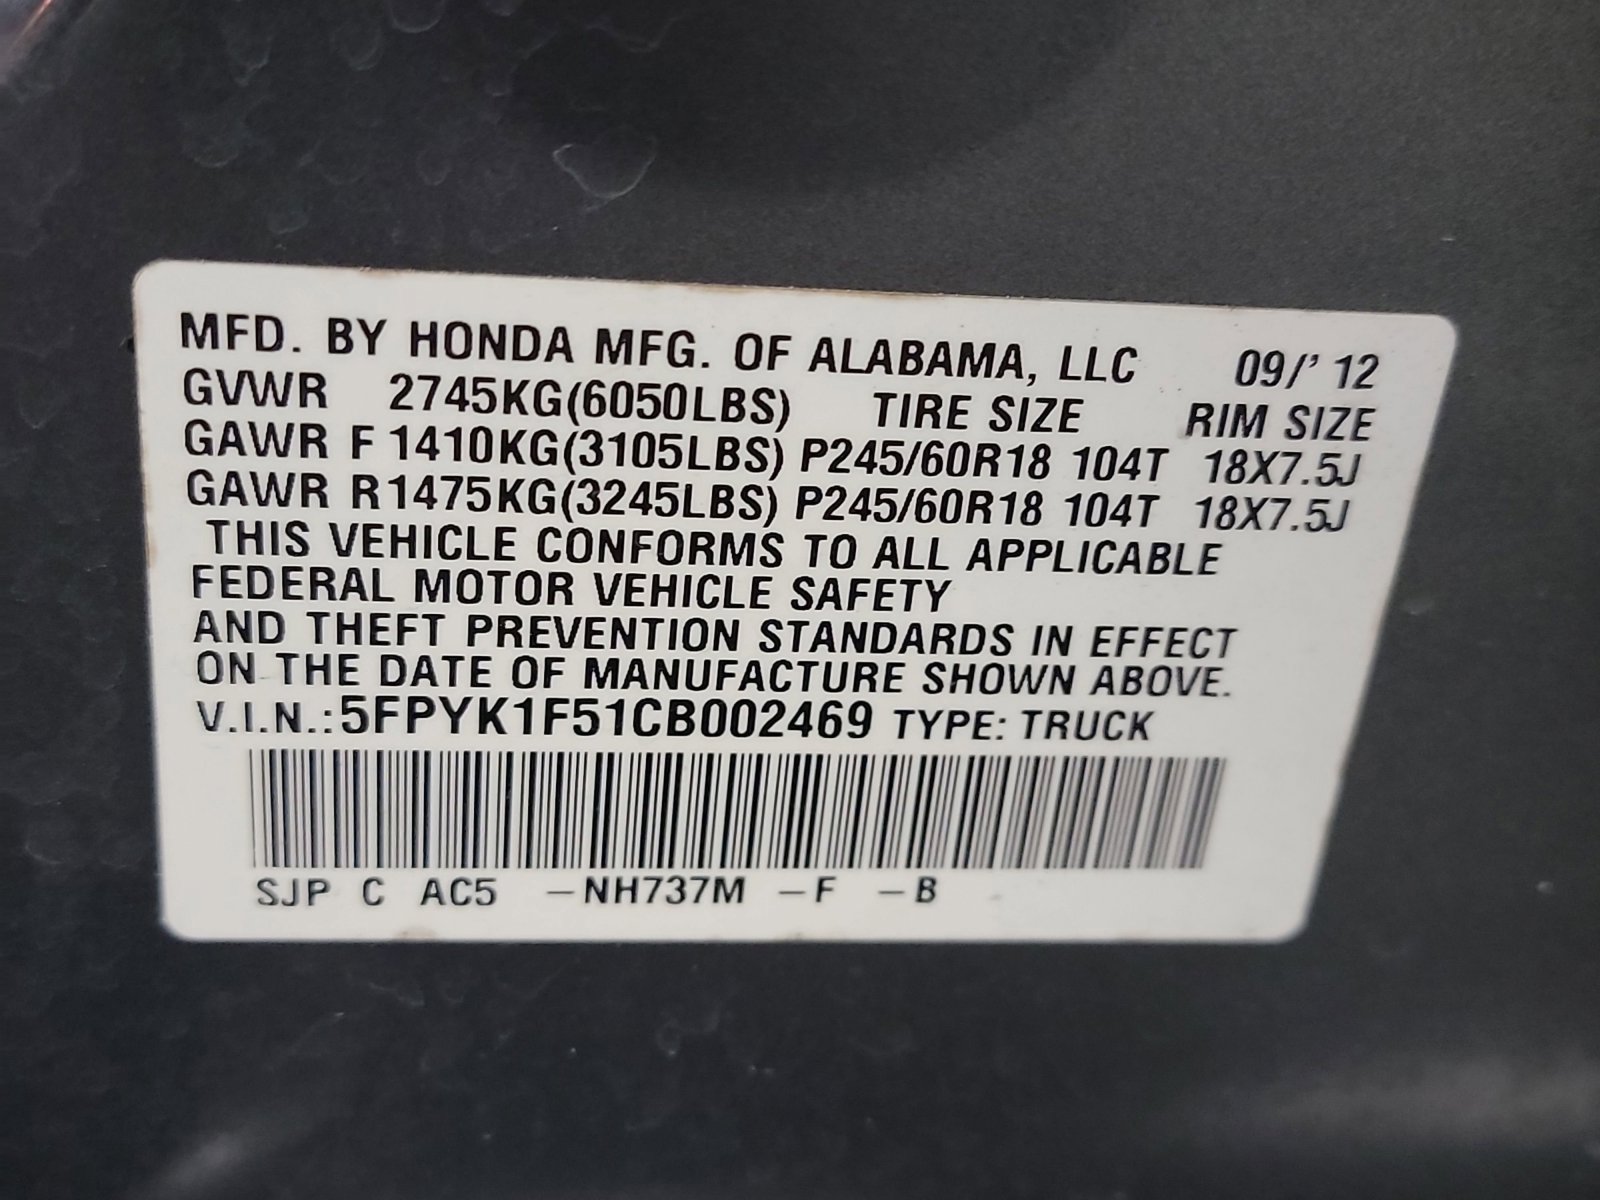 MFD. BY HONDA MFG. OF ALABAMA, LLC 09/' 12
GVWR 2745KG(6050LBS) TIRE SIZE RIM SIZE
GAWR F 1410KG(3105LBS) P245/60R18 104T 18X7.5J
GAWR R1475KG(3245LBS) P245/60R18 104T 18X7.5J
THIS VEHICLE CONFORMS TO ALL APPLICABLE
FEDERAL MOTOR VEHICLE SAFETY
AND THEFT PREVENTION STANDARDS IN EFFECT
ON THE DATE OF MANUFACTURE SHOWN ABOVE.
V.I.N.:5FPYK1F51CB002469 TYPE: TRUCK
SJP C AC5 –NH737M –F –B